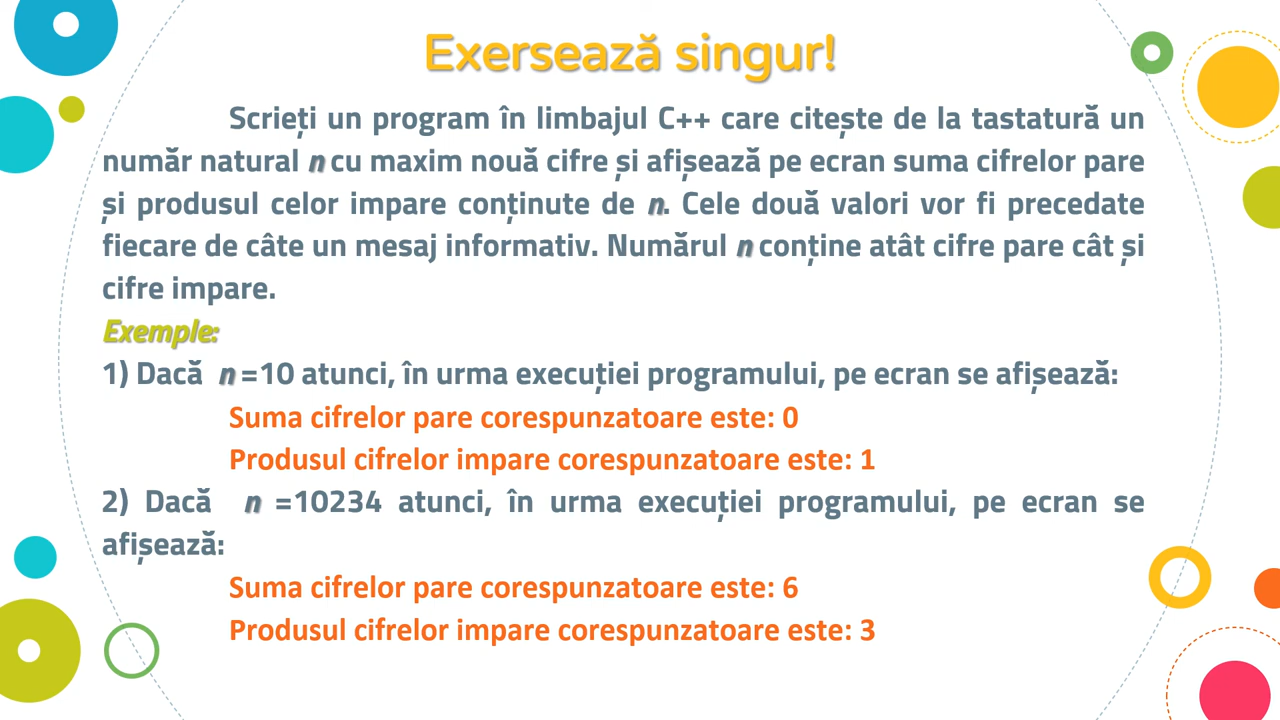 Exersează singur!
Scrieți un program în limbajul C++ care citește de la tastatură un
număr natural n cu maxim nouă cifre și afișează pe ecran suma cifrelor pare
și produsul celor impare conținute de n. Cele două valori vor fi precedate
fiecare de câte un mesaj informativ. Numărul n conține atât cifre pare cât și
cifre impare.
Exemple:
1) Dacă n =10 atunci, în urma execuției programului, pe ecran se afișează:
Suma cifrelor pare corespunzatoare este: 0
Produsul cifrelor impare corespunzatoare este: 1
2) Dacă n =10234 atunci, în urma execuției programului, pe ecran se
afișează:
Suma cifrelor pare corespunzatoare este: 6
Produsul cifrelor impare corespunzatoare este: 3